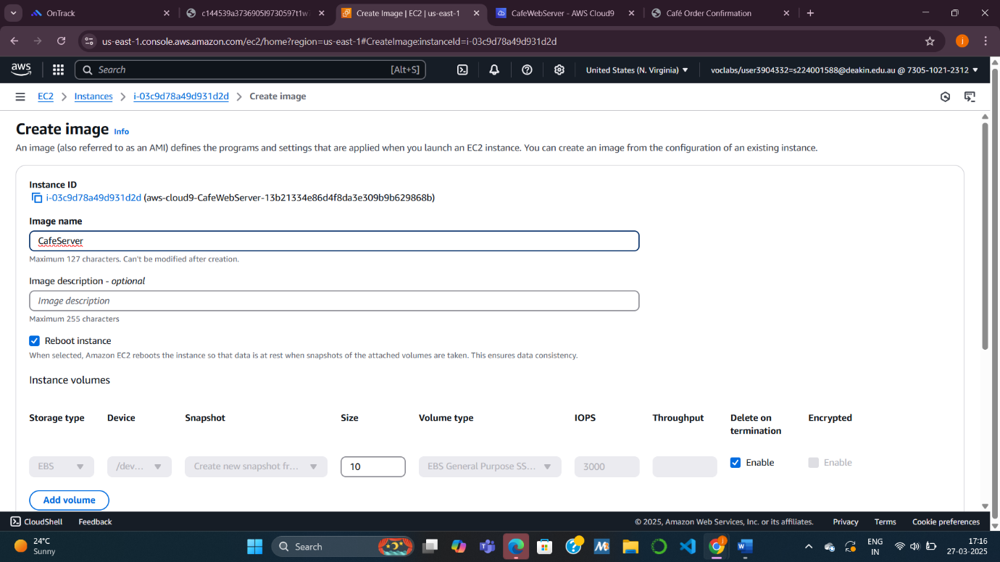 OnTrack
c144539a3736905l9730597t1w7
Create Image | EC2 | us-east-1
CafeWebServer - AWS Cloud9
Café Order Confirmation
us-east-1.console.aws.amazon.com/ec2/home?region=us-east-1#CreateImage:instanceId=i-03c9d78a49d931d2d
j
aws
Search
[Alt+S]
United States (N. Virginia)
voclabs/user3904332=s224001588@deakin.edu.au @ 7305-1021-2312
EC2
Instances
i-03c9d78a49d931d2d
Create image
Create image Info
An image (also referred to as an AMI) defines the programs and settings that are applied when you launch an EC2 instance. You can create an image from the configuration of an existing instance.
Instance ID
i-03c9d78a49d931d2d (aws-cloud9-CafeWebServer-13b21334e86d4f8da3e309b9b629868b)
Image name
CafeServer
Maximum 127 characters. Can't be modified after creation.
Image description - optional
Image description
Maximum 255 characters
Reboot instance
When selected, Amazon EC2 reboots the instance so that data is at rest when snapshots of the attached volumes are taken. This ensures data consistency.
Instance volumes
Storage type
Device
Snapshot
Size
Volume type
IOPS
Throughput
Delete on termination
Encrypted
EBS
/dev...
Create new snapshot fr...
10
EBS General Purpose SS...
3000
Enable
Enable
Add volume
CloudShell
Feedback
© 2025, Amazon Web Services, Inc. or its affiliates.
Privacy
Terms
Cookie preferences
24°C
Sunny
Search
ENG
IN
17:16
27-03-2025